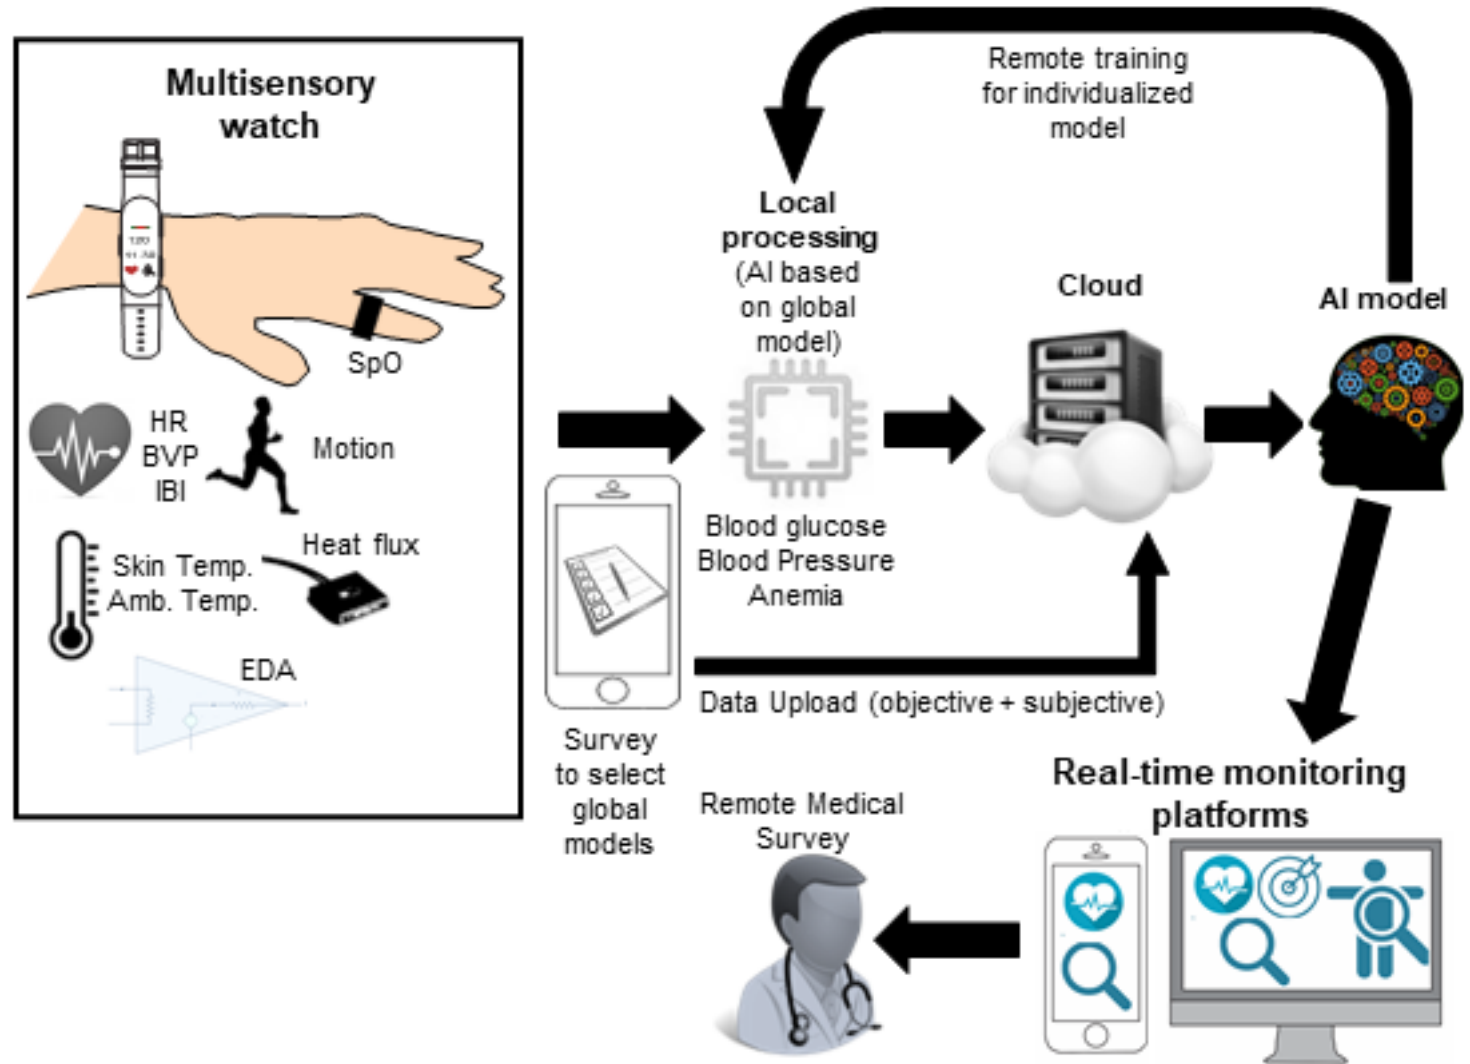 Multisensory
watch
120
SpO
HR
BVP
IBI
Motion
Heat flux
Skin Temp.
Amb. Temp.
EDA
Remote training
for individualized
model
Local
processing
(AI based
on global
model)
Cloud
AI model
Blood glucose
Blood Pressure
Anemia
Data Upload (objective + subjective)
Survey
to select
global
models
Real-time monitoring
platforms
Remote Medical
Survey